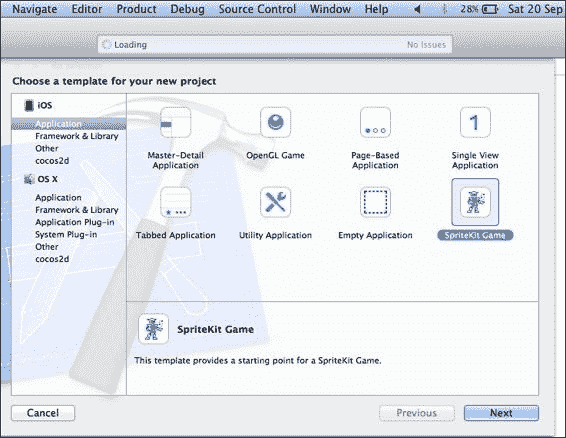 Navigate Editor Product Debug Source Control Window Help 28% Sat 20 Sep
Loading No Issues
Choose a template for your new project
iOS
Application
Framework & Library
Other
cocos2d
OS X
Application
Framework & Library
Application Plug-in
System Plug-in
Other
cocos2d
Master-Detail
Application
OpenGL Game
Page-Based
Application
1
Single View
Application
Tabbed Application
Utility Application
Empty Application
SpriteKit Game
SpriteKit Game
This template provides a starting point for a SpriteKit Game.
Cancel Previous Next